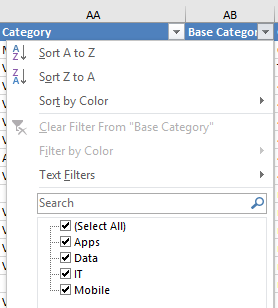 AA AB
Category Base Category
Sort A to Z
Sort Z to A
Sort by Color
Clear Filter From "Base Category"
Filter by Color
Text Filters
Search
(Select All)
Apps
Data
IT
Mobile